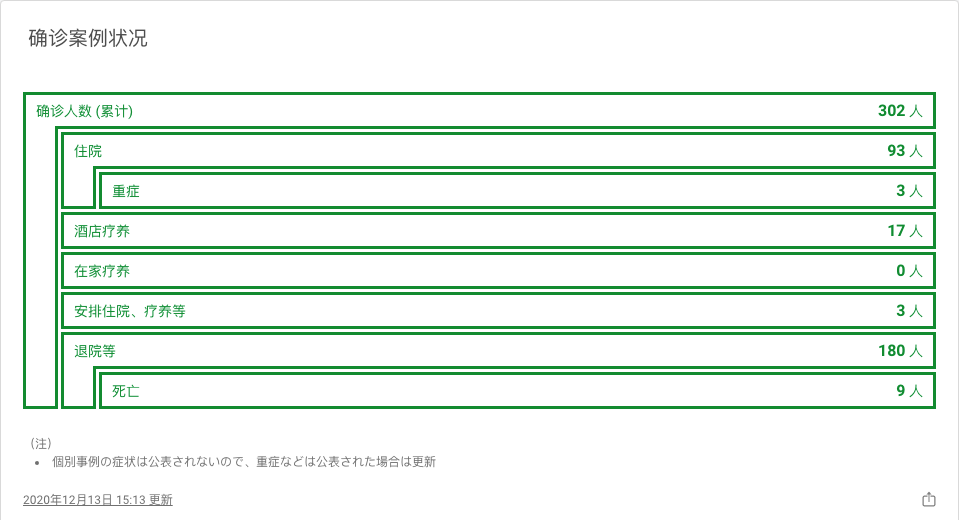 确诊案例状况
确诊人数 (累计) 302 人
住院 93 人
重症 3 人
酒店疗养 17 人
在家疗养 0 人
安排住院、疗养等 3 人
退院等 180 人
死亡 9 人
（注）
• 個別事例の症状は公表されないので、重症などは公表された場合は更新
2020年12月13日 15:13 更新